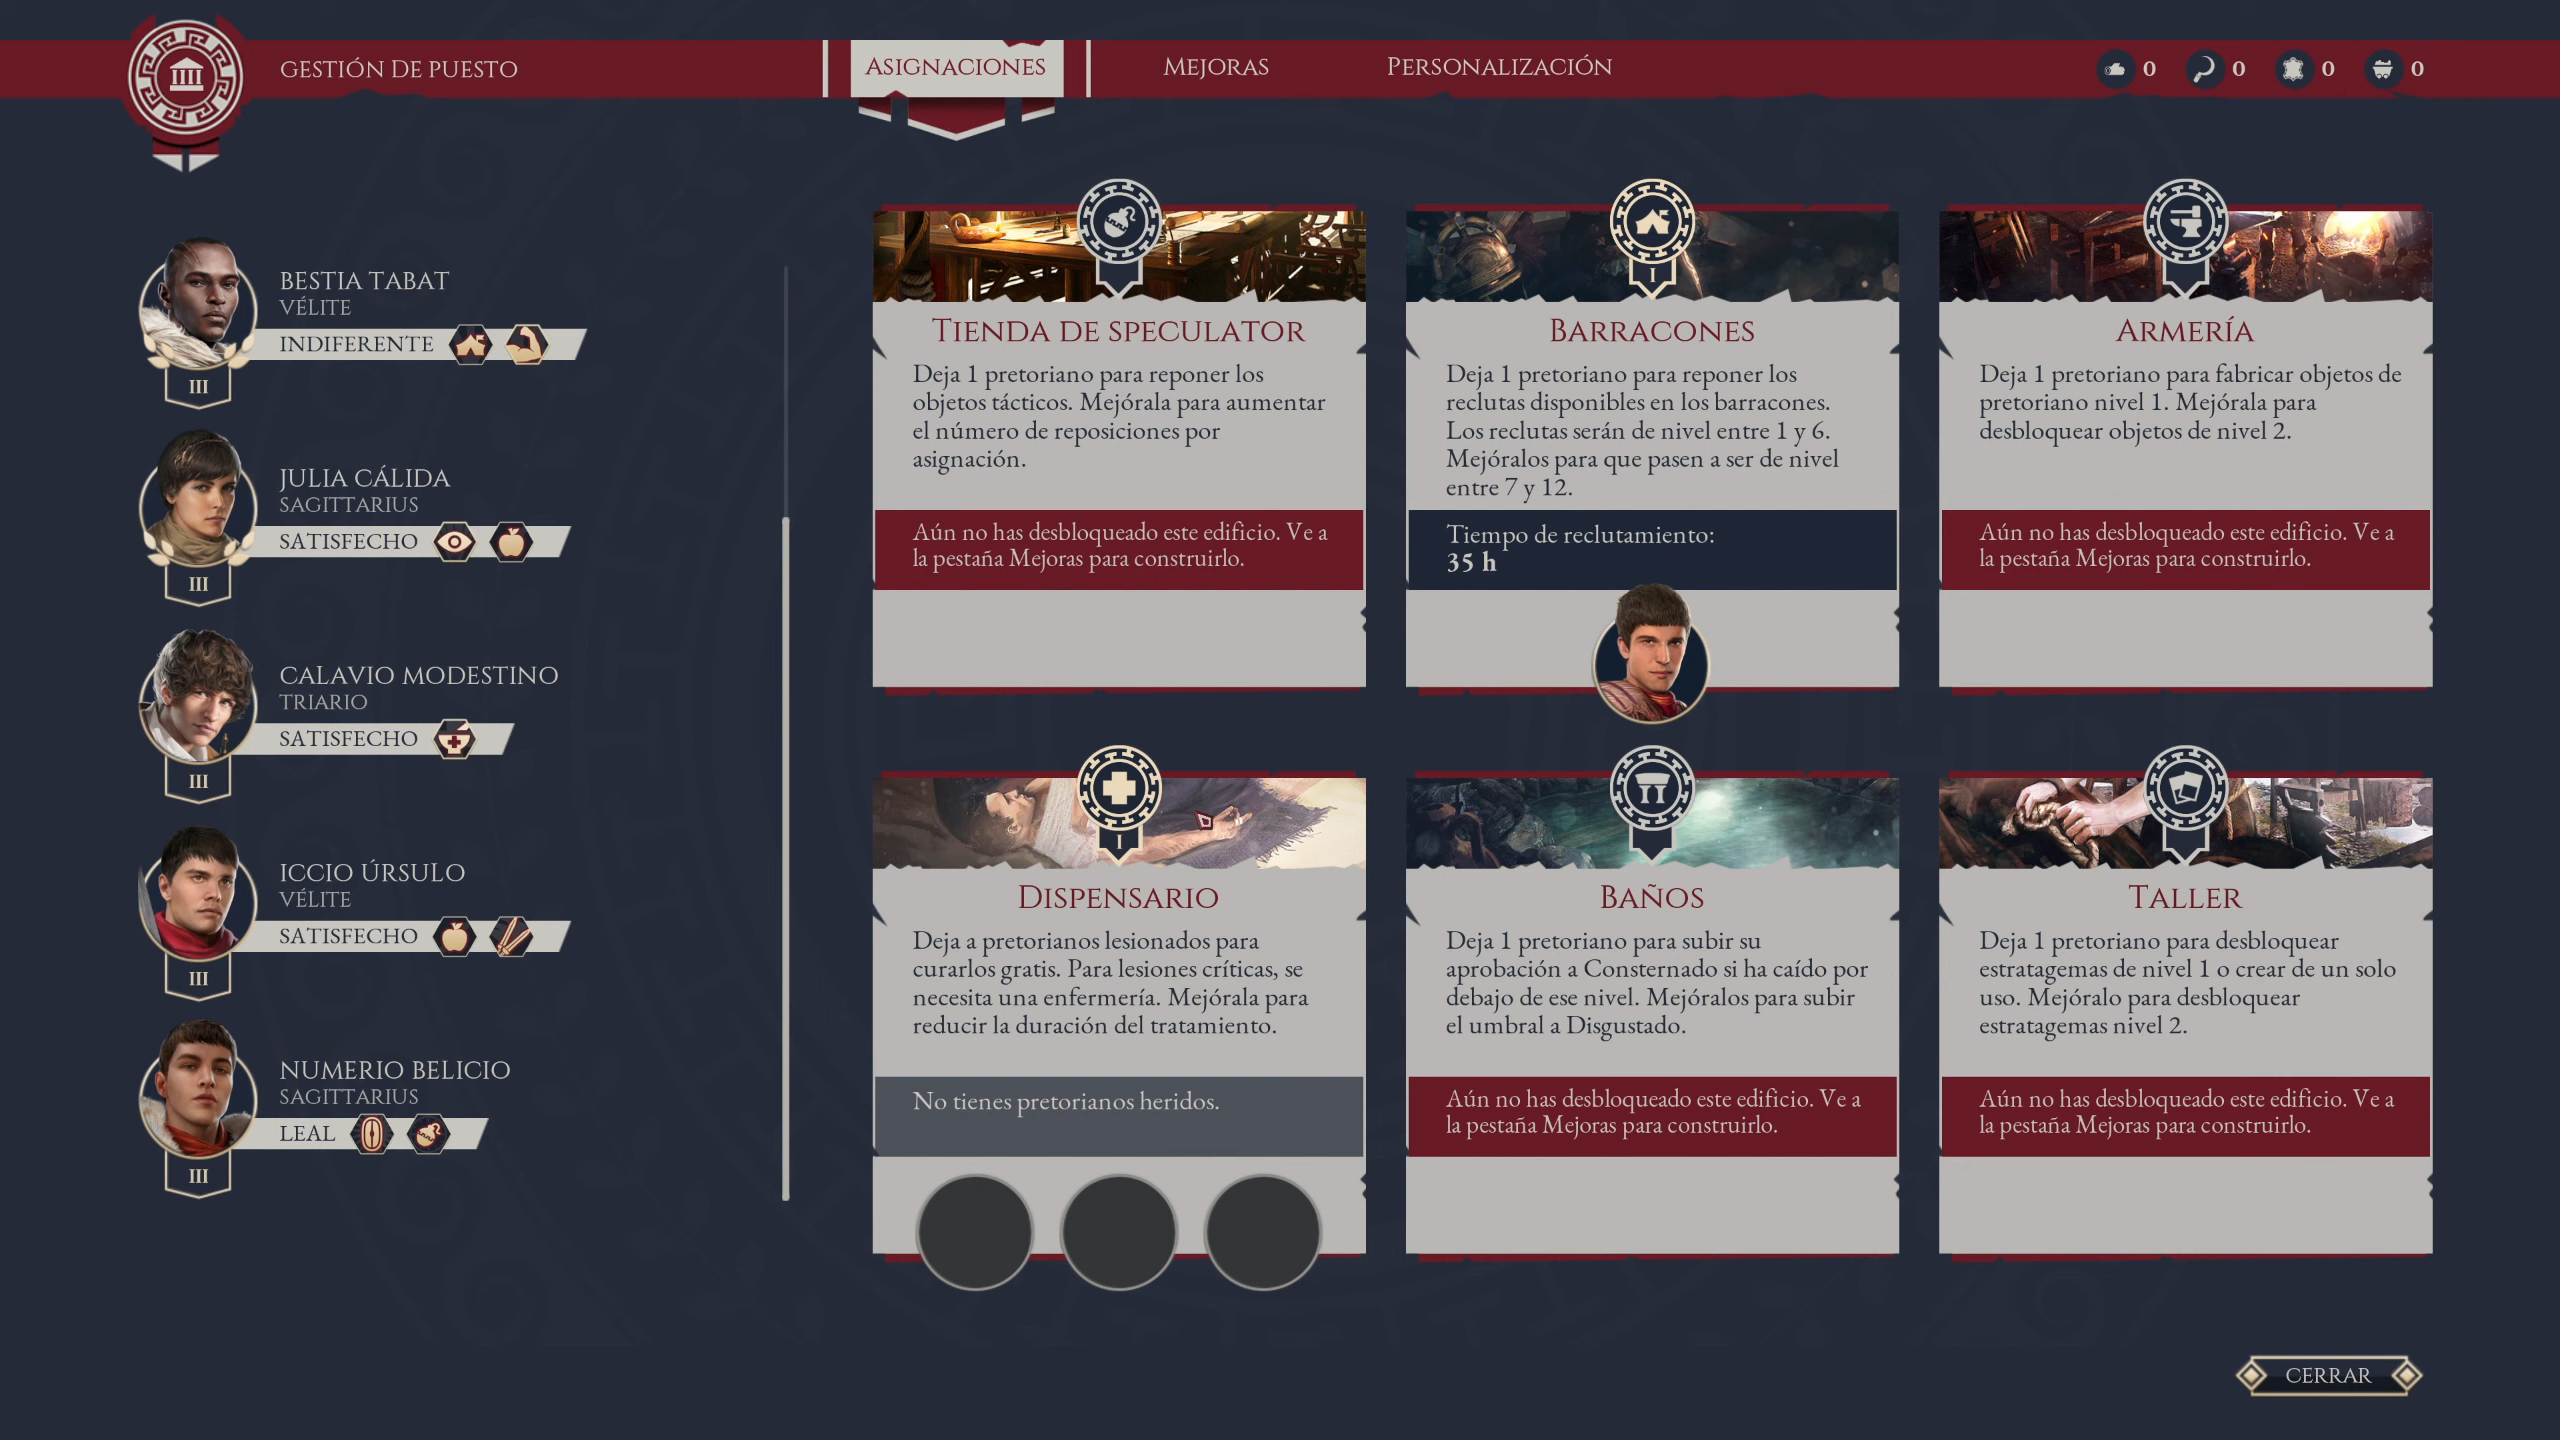 GESTIÓN DE PUESTO
ASIGNACIONES
MEJORAS
PERSONALIZACIÓN
0
0
0
0
BESTIA TABAT
VÉLITE
INDIFERENTE
III
JULIA CÁLIDA
SAGITTARIUS
SATISFECHO
III
CALAVIO MODESTINO
TRIARIO
SATISFECHO
III
ICCIO ÚRSULO
VÉLITE
SATISFECHO
III
NUMERIO BELICIO
SAGITTARIUS
LEAL
III
TIENDA DE SPECULATOR
Deja 1 pretoriano para reponer los
objetos tácticos. Mejórala para aumentar
el número de reposiciones por
asignación.
Aún no has desbloqueado este edificio. Ve a
la pestaña Mejoras para construirlo.
I
BARRACONES
Deja 1 pretoriano para reponer los
reclutas disponibles en los barracones.
Los reclutas serán de nivel entre 1 y 6.
Mejóralos para que pasen a ser de nivel
entre 7 y 12.
Tiempo de reclutamiento:
35 h
ARMERÍA
Deja 1 pretoriano para fabricar objetos de
pretoriano nivel 1. Mejórala para
desbloquear objetos de nivel 2.
Aún no has desbloqueado este edificio. Ve a
la pestaña Mejoras para construirlo.
I
DISPENSARIO
Deja a pretorianos lesionados para
curarlos gratis. Para lesiones críticas, se
necesita una enfermería. Mejórala para
reducir la duración del tratamiento.
No tienes pretorianos heridos.
BAÑOS
Deja 1 pretoriano para subir su
aprobación a Consternado si ha caído por
debajo de ese nivel. Mejóralos para subir
el umbral a Disgustado.
Aún no has desbloqueado este edificio. Ve a
la pestaña Mejoras para construirlo.
TALLER
Deja 1 pretoriano para desbloquear
estratagemas de nivel 1 o crear de un solo
uso. Mejóralo para desbloquear
estratagemas nivel 2.
Aún no has desbloqueado este edificio. Ve a
la pestaña Mejoras para construirlo.
CERRAR